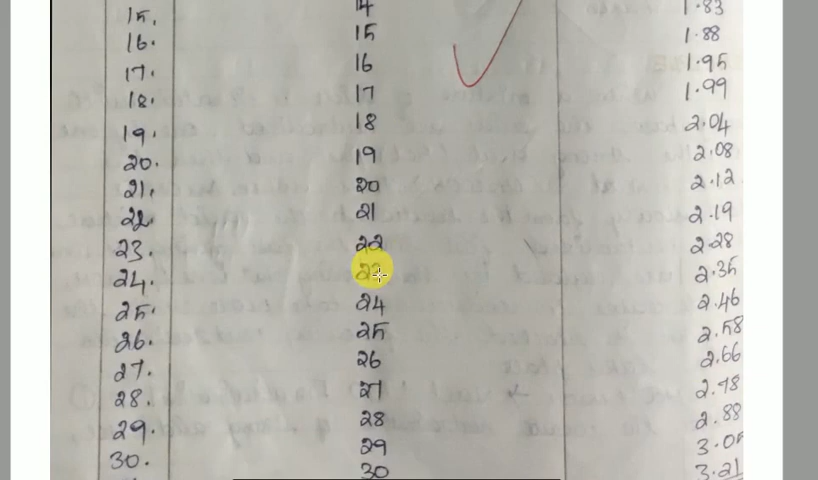 15. 14 1.83
16. 15 1.88
17. 16 1.95
18. 17 1.99
19. 18 2.04
20. 19 2.08
21. 20 2.12
22. 21 2.19
23. 22 2.28
24. 23 2.35
25. 24 2.46
26. 25 2.58
27. 26 2.66
28. 27 2.78
29. 28 2.88
30. 29 3.05
30 3.21